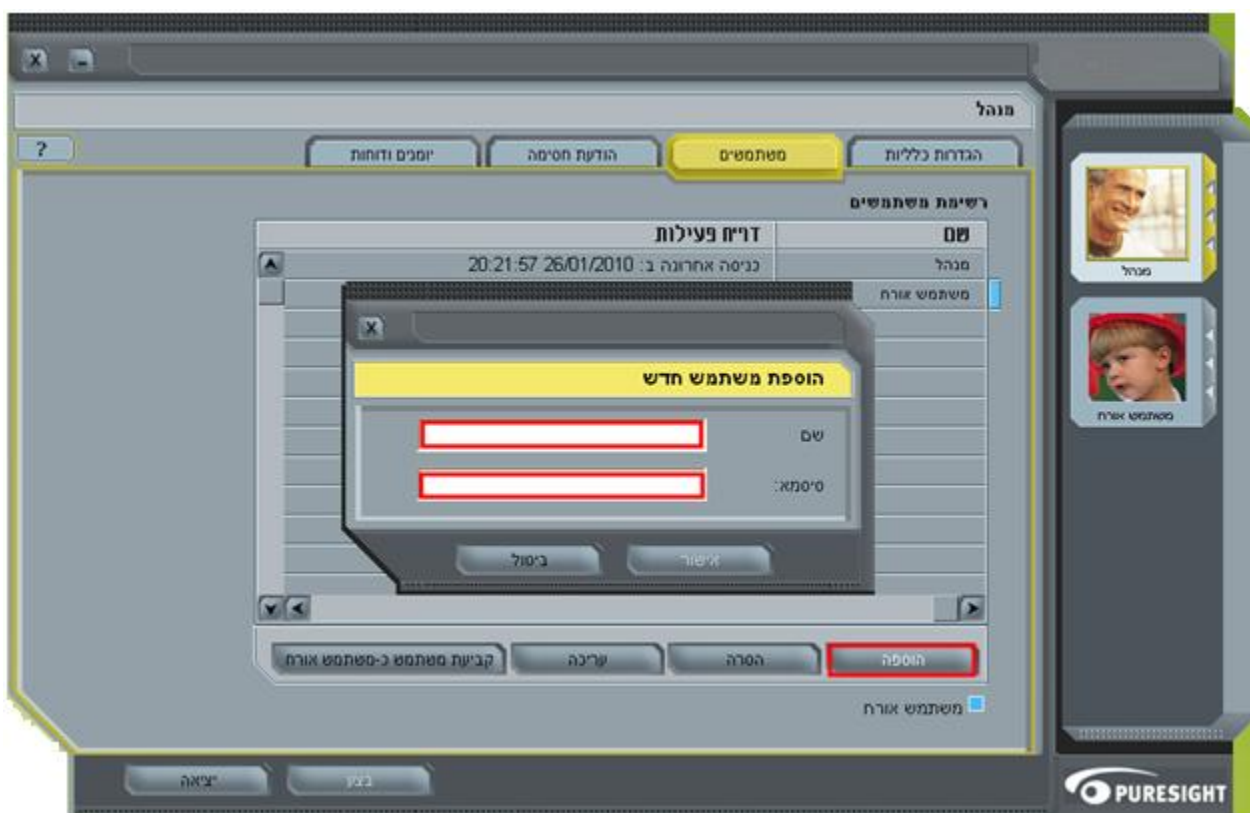 מנהל
הגדרות כלליות
משתמשים
הודעת חסימה
יומנים ודוחות
?
רשימת משתמשים
שם
דו״ח פעילות
מנהל
כניסה אחרונה ב: 26/01/2010 20:21:57
משתמש אורח
X
הוספת משתמש חדש
שם
סיסמא:
אישור
ביטול
הוספה
הסרה
עריכה
קביעת משתמש כ-משתמש אורח
משתמש אורח
בצע
יציאה
X
מנהל
משתמש אורח
PURESIGHT